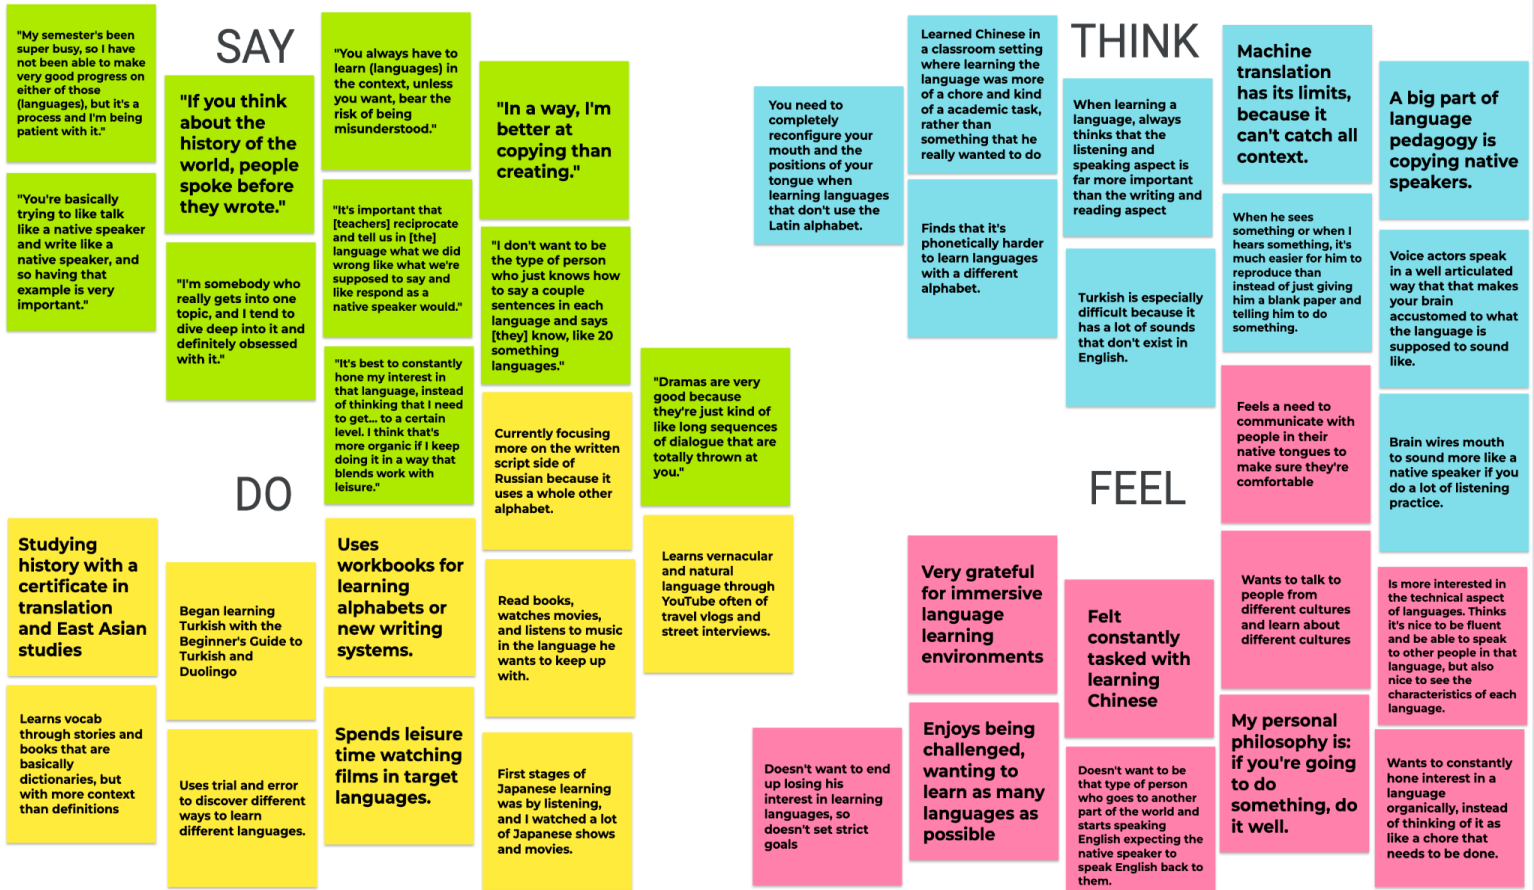 SAY
"My semester's been
super busy, so I have
not been able to make
very good progress on
either of those
(languages), but it's a
process and I'm being
patient with it."
"You're basically
trying to like talk
like a native speaker
and write like a
native speaker, and
so having that
example is very
important."
"If you think
about the
history of the
world, people
spoke before
they wrote."
"I'm somebody who
really gets into one
topic, and I tend to
dive deep into it and
definitely obsessed
with it."
"You always have to
learn (languages) in
the context, unless
you want, bear the
risk of being
misunderstood."
"It's important that
[teachers] reciprocate
and tell us in [the]
language what we did
wrong like what we're
supposed to say and
like respond as a
native speaker would."
"It's best to constantly
hone my interest in
that language, instead
of thinking that I need
to get... to a certain
level. I think that's
more organic if I keep
doing it in a way that
blends work with
leisure."
"In a way, I'm
better at
copying than
creating."
"I don't want to be
the type of person
who just knows how
to say a couple
sentences in each
language and says
[they] know, like 20
something
languages."
"Dramas are very
good because
they're just kind of
like long sequences
of dialogue that are
totally thrown at
you."
THINK
You need to
completely
reconfigure your
mouth and the
positions of your
tongue when
learning languages
that don't use the
Latin alphabet.
Learned Chinese in
a classroom setting
where learning the
language was more
of a chore and kind
of a academic task,
rather than
something that he
really wanted to do
Finds that it's
phonetically harder
to learn languages
with a different
alphabet.
When learning a
language, always
thinks that the
listening and
speaking aspect is
far more important
than the writing and
reading aspect
Turkish is especially
difficult because it
has a lot of sounds
that don't exist in
English.
Machine
translation
has its limits,
because it
can't catch all
context.
When he sees
something or when I
hears something, it's
much easier for him to
reproduce than
instead of just giving
him a blank paper and
telling him to do
something.
A big part of
language
pedagogy is
copying native
speakers.
Voice actors speak
in a well articulated
way that that makes
your brain
accustomed to what
the language is
supposed to sound
like.
Brain wires mouth
to sound more like a
native speaker if you
do a lot of listening
practice.
DO
Studying
history with a
certificate in
translation
and East Asian
studies
Learns vocab
through stories and
books that are
basically
dictionaries, but
with more context
than definitions
Began learning
Turkish with the
Beginner's Guide to
Turkish and
Duolingo
Uses trial and error
to discover different
ways to learn
different languages.
Uses
workbooks for
learning
alphabets or
new writing
systems.
Spends leisure
time watching
films in target
languages.
Currently focusing
more on the written
script side of
Russian because it
uses a whole other
alphabet.
Read books,
watches movies,
and listens to music
in the language he
wants to keep up
with.
First stages of
Japanese learning
was by listening,
and I watched a lot
of Japanese shows
and movies.
Learns vernacular
and natural
language through
YouTube often of
travel vlogs and
street interviews.
FEEL
Doesn't want to end
up losing his
interest in learning
languages, so
doesn't set strict
goals
Very grateful
for immersive
language
learning
environments
Enjoys being
challenged,
wanting to
learn as many
languages as
possible
Felt
constantly
tasked with
learning
Chinese
Doesn't want to be
that type of person
who goes to another
part of the world and
starts speaking
English expecting the
native speaker to
speak English back to
them.
Feels a need to
communicate with
people in their
native tongues to
make sure they're
comfortable
Wants to talk to
people from
different cultures
and learn about
different cultures
My personal
philosophy is:
if you're going
to do
something, do
it well.
Is more interested in
the technical aspect
of languages. Thinks
it's nice to be fluent
and be able to speak
to other people in that
language, but also
nice to see the
characteristics of each
language.
Wants to constantly
hone interest in a
language
organically, instead
of thinking of it as
like a chore that
needs to be done.